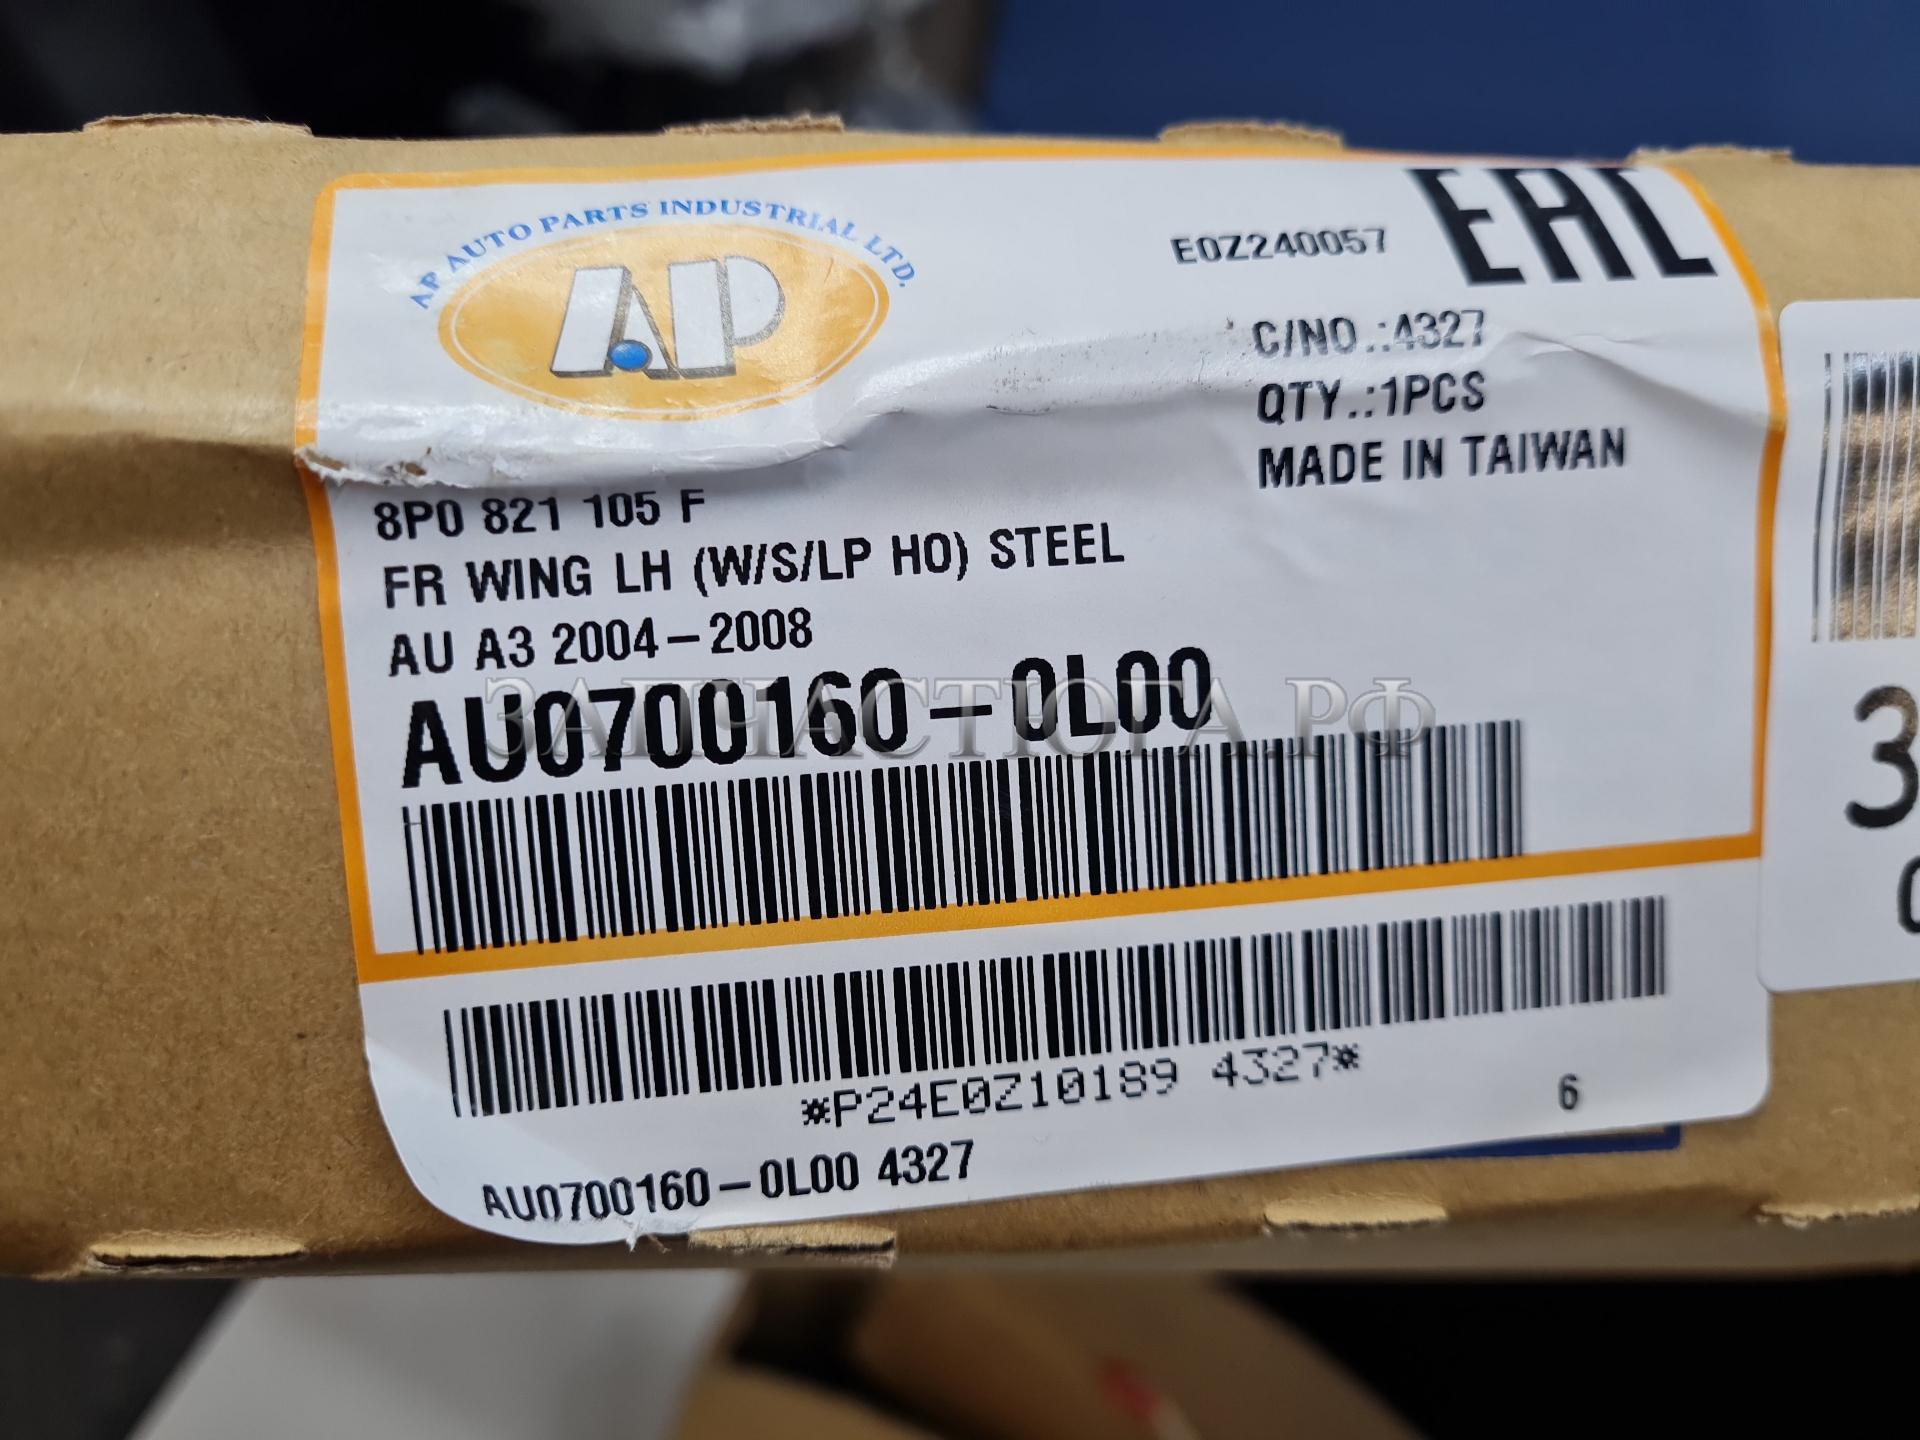 AP AUTO PARTS INDUSTRIAL LTD.
AP
E0Z240057
EAC
C/NO.:4327
QTY.:1PCS
MADE IN TAIWAN
8P0 821 105 F
FR WING LH (W/S/LP HO) STEEL
AU A3 2004-2008
AU0700160-0L00
ЗАПЧАСТЮГА.РФ
*P24E0Z10189 4327*
6
AU0700160-0L00 4327
3